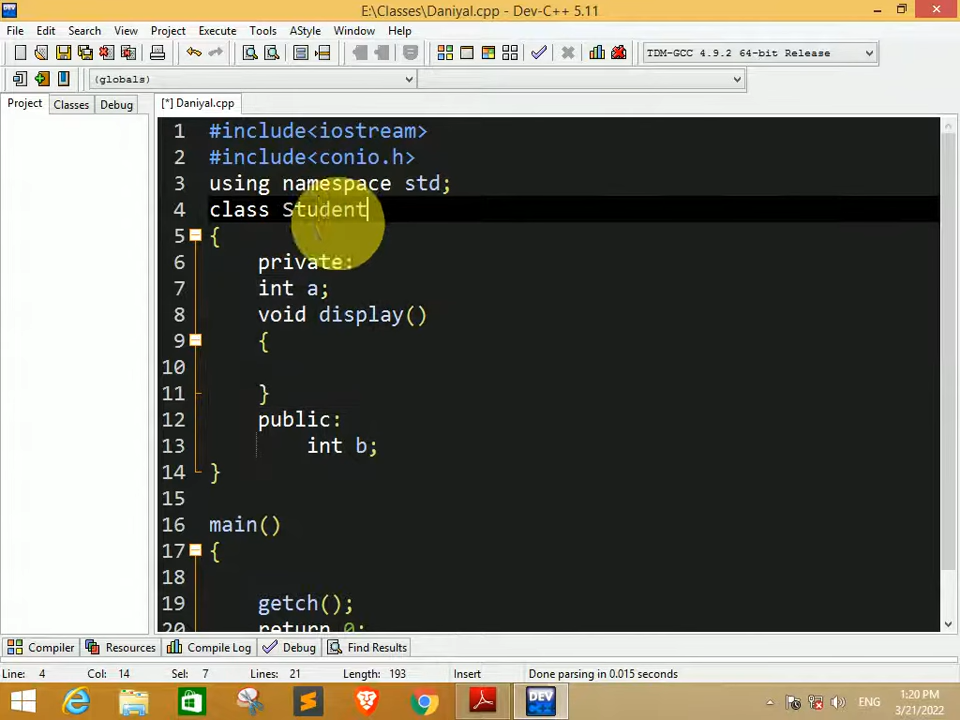 E:\Classes\Daniyal.cpp - Dev-C++ 5.11
File Edit Search View Project Execute Tools AStyle Window Help
TDM-GCC 4.9.2 64-bit Release
(globals)
Project Classes Debug [*] Daniyal.cpp
1 #include<iostream>
2 #include<conio.h>
3 using namespace std;
4 class Student
5 {
6 private:
7 int a;
8 void display()
9 {
10
11 }
12 public:
13 int b;
14 }
15
16 main()
17 {
18
19 getch();
20 return 0;
Compiler Resources Compile Log Debug Find Results
Line: 4 Col: 14 Sel: 7 Lines: 21 Length: 193 Insert Done parsing in 0.015 seconds
DEV
ENG
1:20 PM
3/21/2022